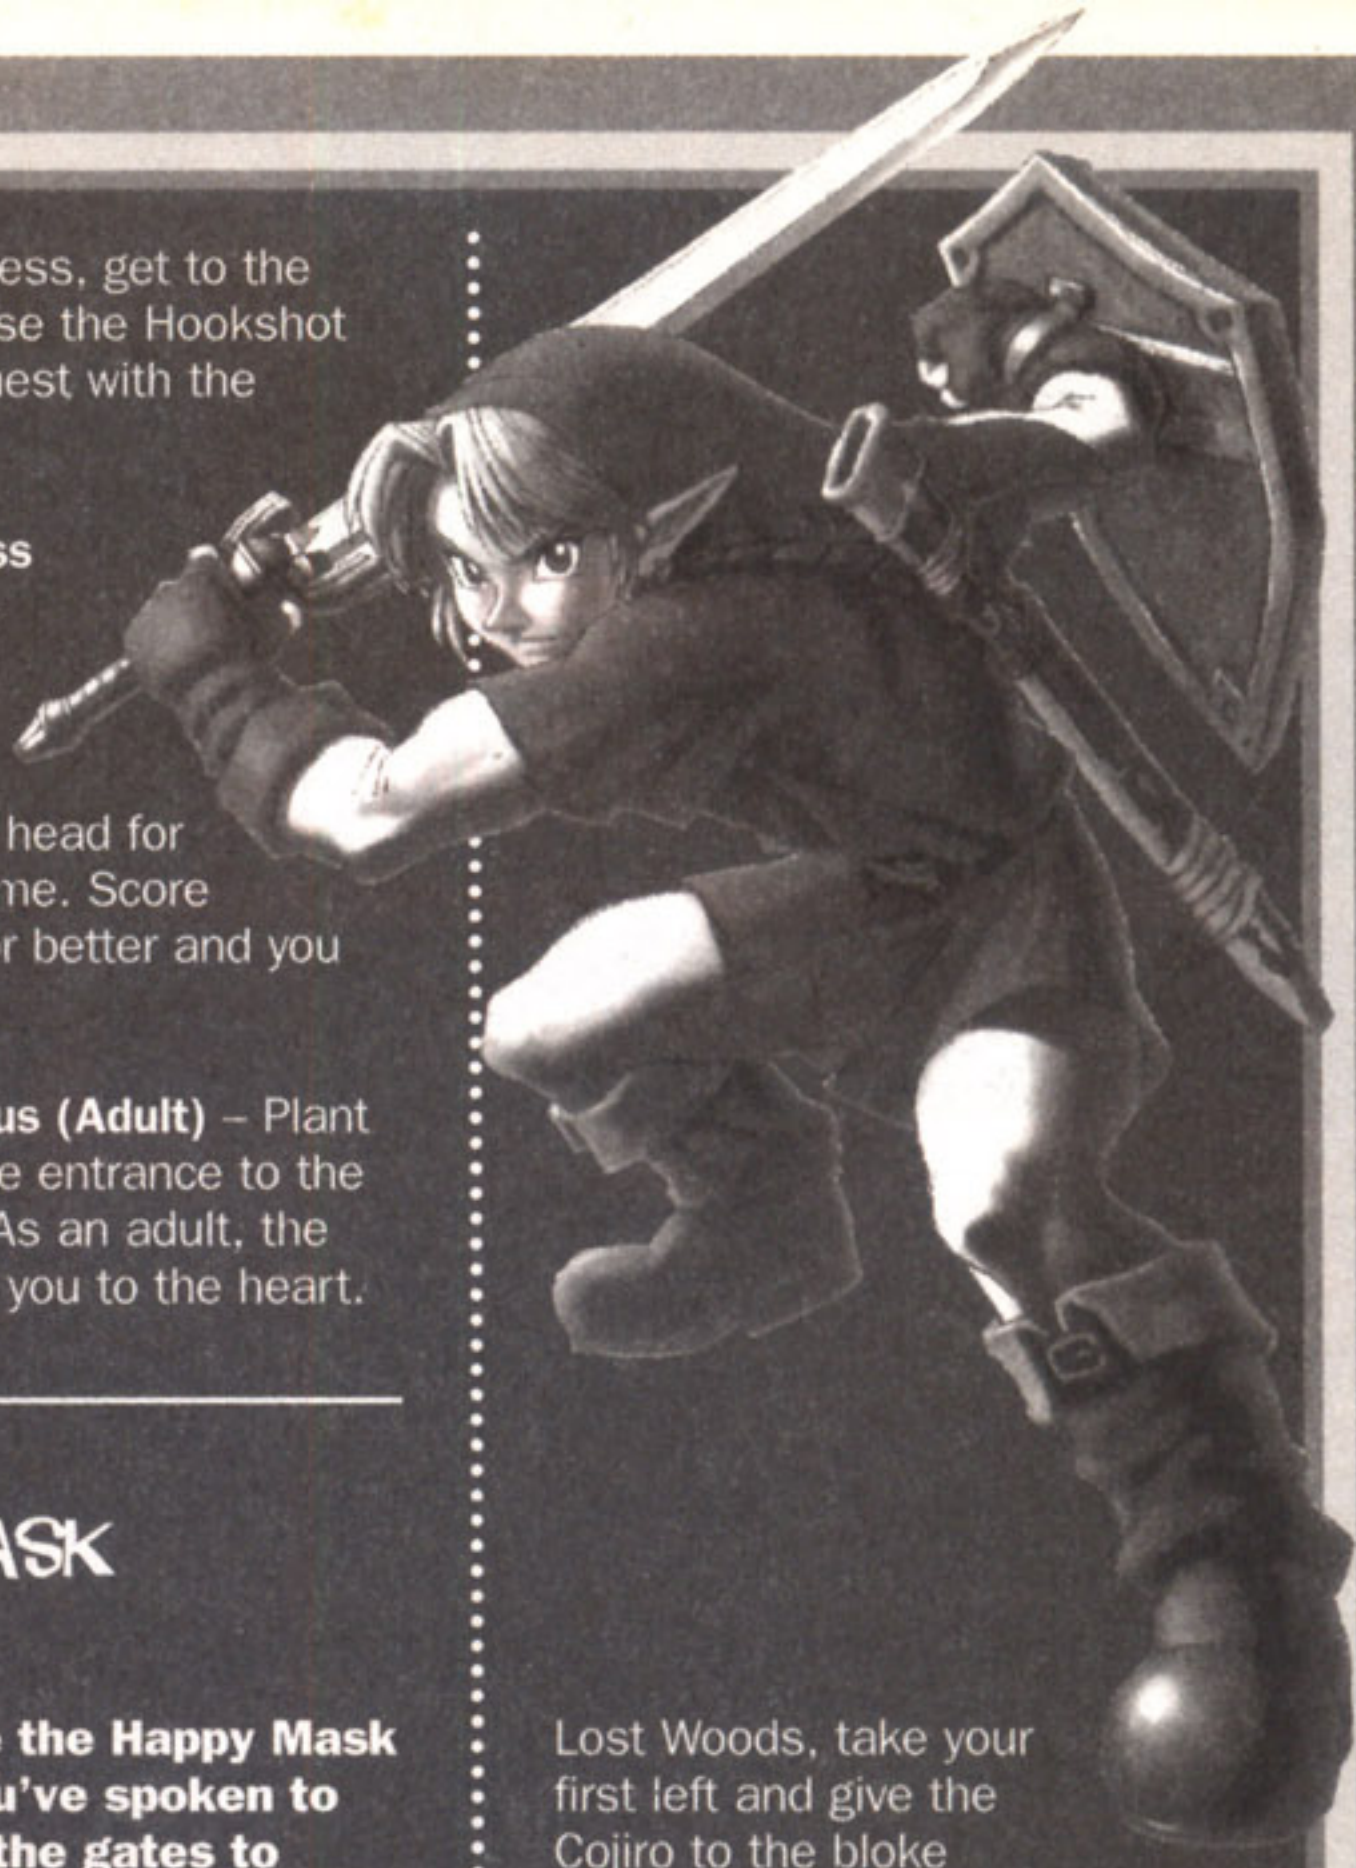 ess, get to the
se the Hookshot
nest with the
ss
head for
me. Score
or better and you
us (Adult) – Plant
e entrance to the
As an adult, the
you to the heart.
ASK
e the Happy Mask
u've spoken to
the gates to
Lost Woods, take your
first left and give the
Cojiro to the bloke